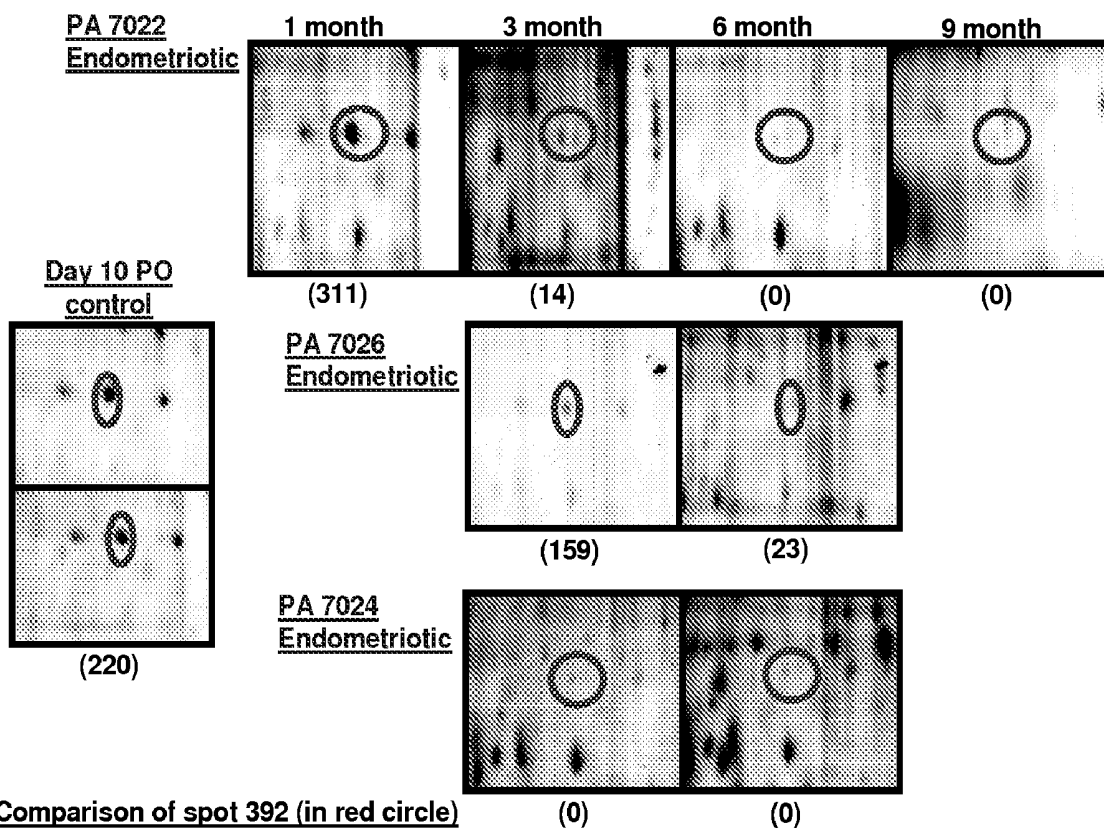 PA 7022
Endometriotic
1 month
3 month
6 month
9 month
(311)
(14)
(0)
(0)
Day 10 PO
control
(220)
PA 7026
Endometriotic
(159)
(23)
PA 7024
Endometriotic
(0)
(0)
Comparison of spot 392 (in red circle)